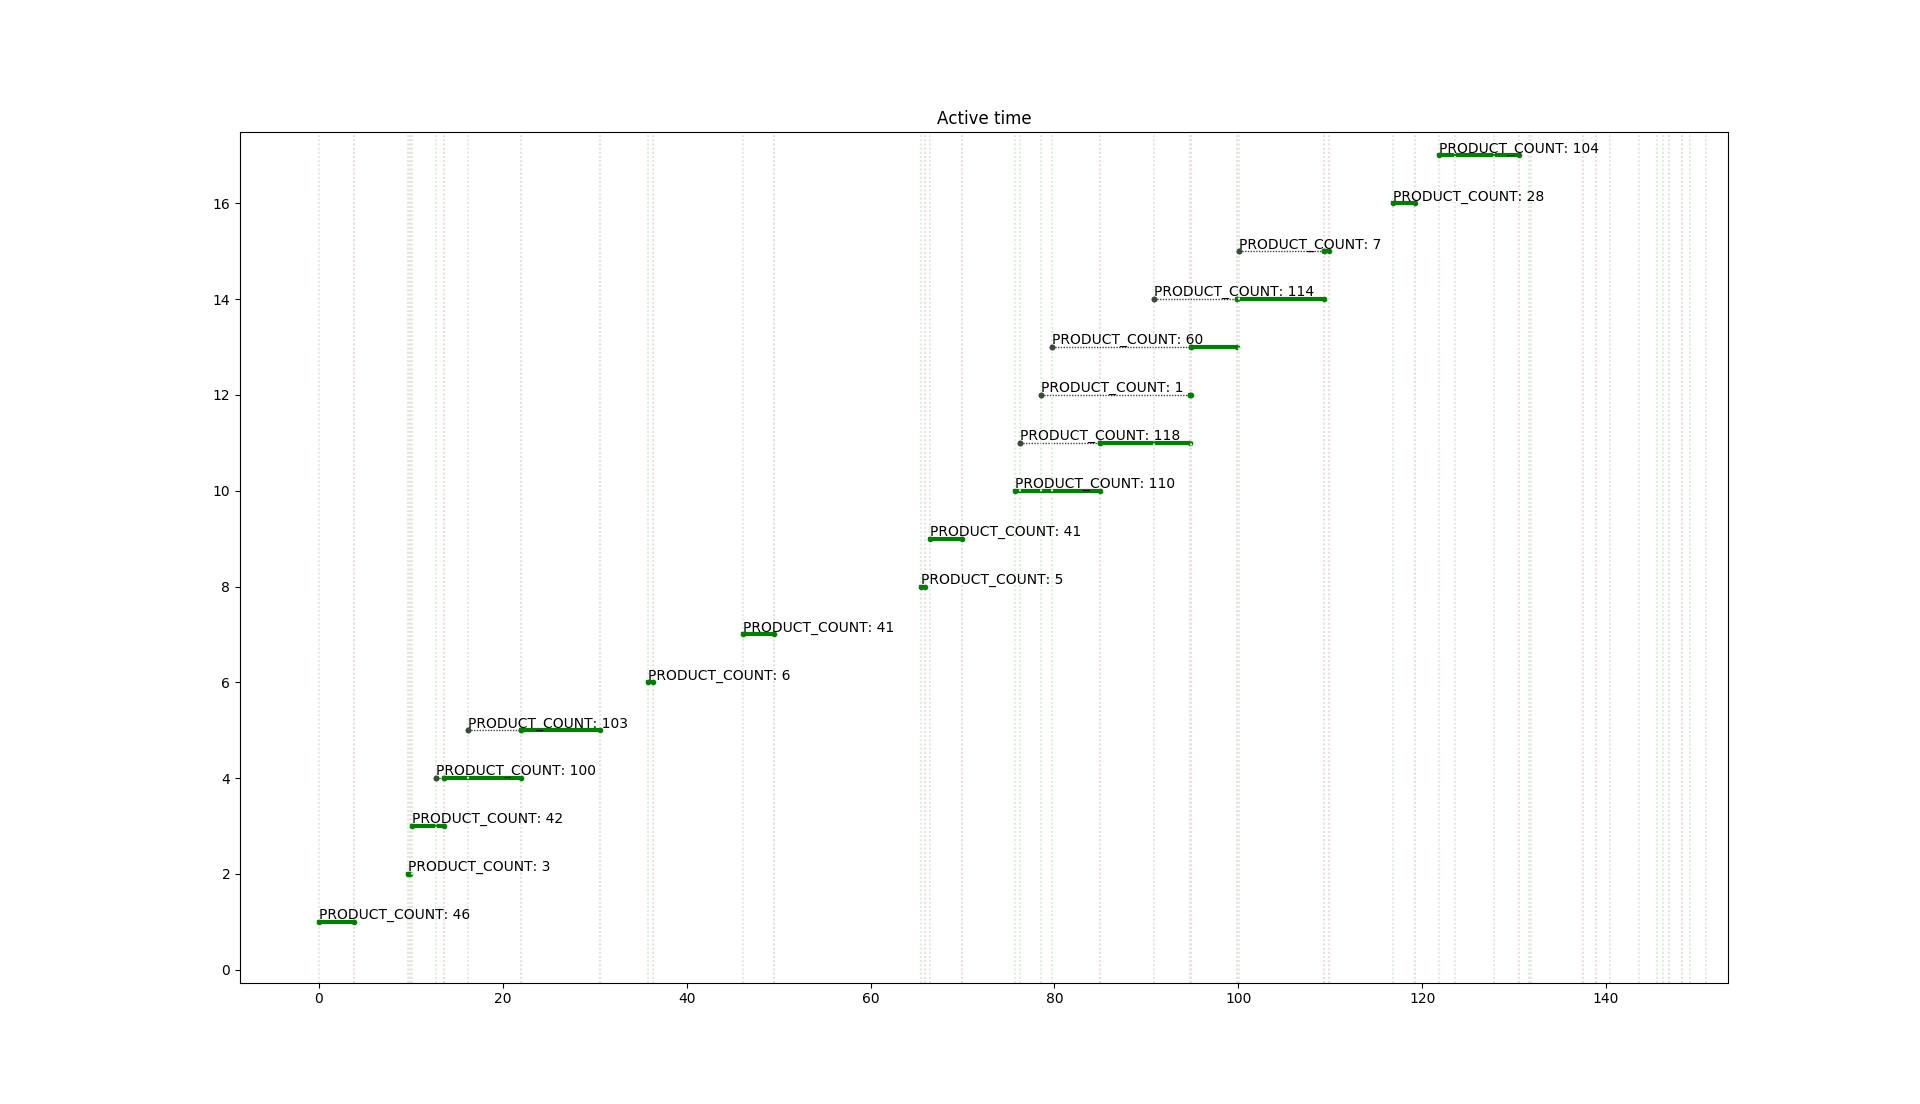 Active time
PRODUCT_COUNT: 104
16
PRODUCT_COUNT: 28
PRODUCT_COUNT: 7
14
PRODUCT_COUNT: 114
PRODUCT_COUNT: 60
12
PRODUCT_COUNT: 1
PRODUCT_COUNT: 118
10
PRODUCT_COUNT: 110
PRODUCT_COUNT: 41
8
PRODUCT_COUNT: 5
PRODUCT_COUNT: 41
6
PRODUCT_COUNT: 6
PRODUCT_COUNT: 103
4
PRODUCT_COUNT: 100
PRODUCT_COUNT: 42
2
PRODUCT_COUNT: 3
PRODUCT_COUNT: 46
0
0 20 40 60 80 100 120 140